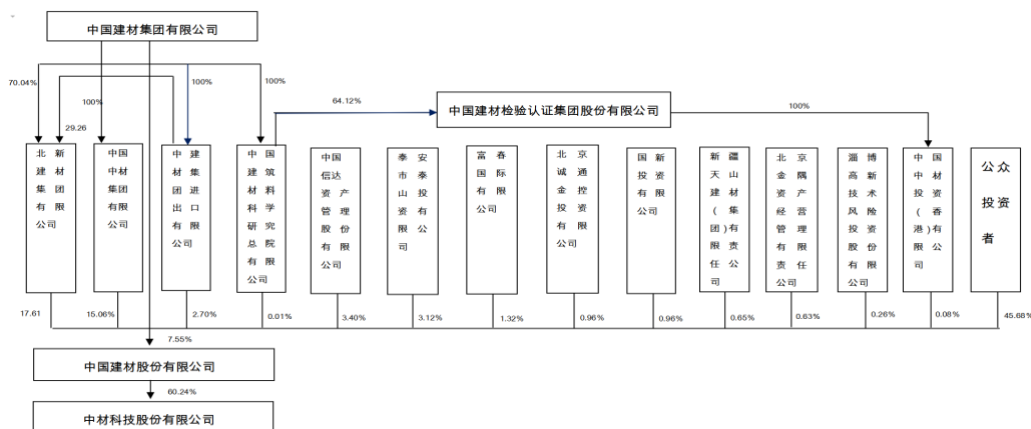 中国建材集团有限公司
70.04%
100%
100%
100%
29.26
64.12%
中国建材检验认证集团股份有限公司
100%
北新
建材
集团
有限
公司
中国
中材
集团
有限
公司
中建
材集
团进
出口
有限
公司
中国
建筑
材料
科学
研究
总院
有限
公司
中国
信达
资产
管理
股份
有限
公司
泰安
市泰
山投
资有
限公
司
富春
国际
有限
公司
北京
诚通
金控
投资
有限
公司
国新
投资
有限
公司
新疆
天山
建材
(集
团)有
限责
任公
司
北京
金隅
资产
经营
管理
有限
责任
公司
淄博
高新
技术
风险
投资
股份
有限
公司
中国
中材
投资
(香
港)有
限公
司
公众
投资
者
17.61
15.06%
2.70%
0.01%
3.40%
3.12%
1.32%
0.96%
0.96%
0.65%
0.63%
0.26%
0.08%
45.68%
7.55%
中国建材股份有限公司
60.24%
中材科技股份有限公司